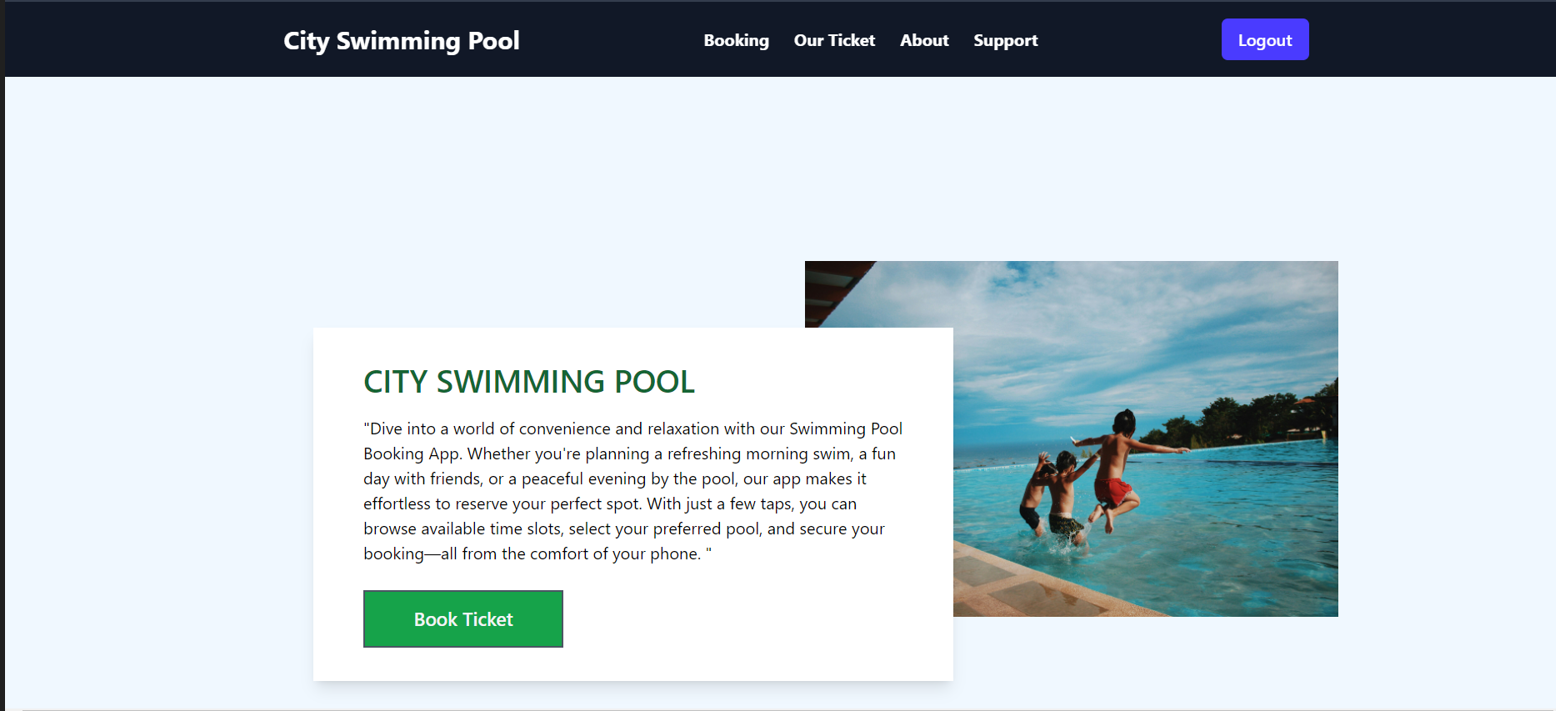 City Swimming Pool
Booking
Our Ticket
About
Support
Logout
CITY SWIMMING POOL
"Dive into a world of convenience and relaxation with our Swimming Pool
Booking App. Whether you're planning a refreshing morning swim, a fun
day with friends, or a peaceful evening by the pool, our app makes it
effortless to reserve your perfect spot. With just a few taps, you can
browse available time slots, select your preferred pool, and secure your
booking—all from the comfort of your phone. "
Book Ticket